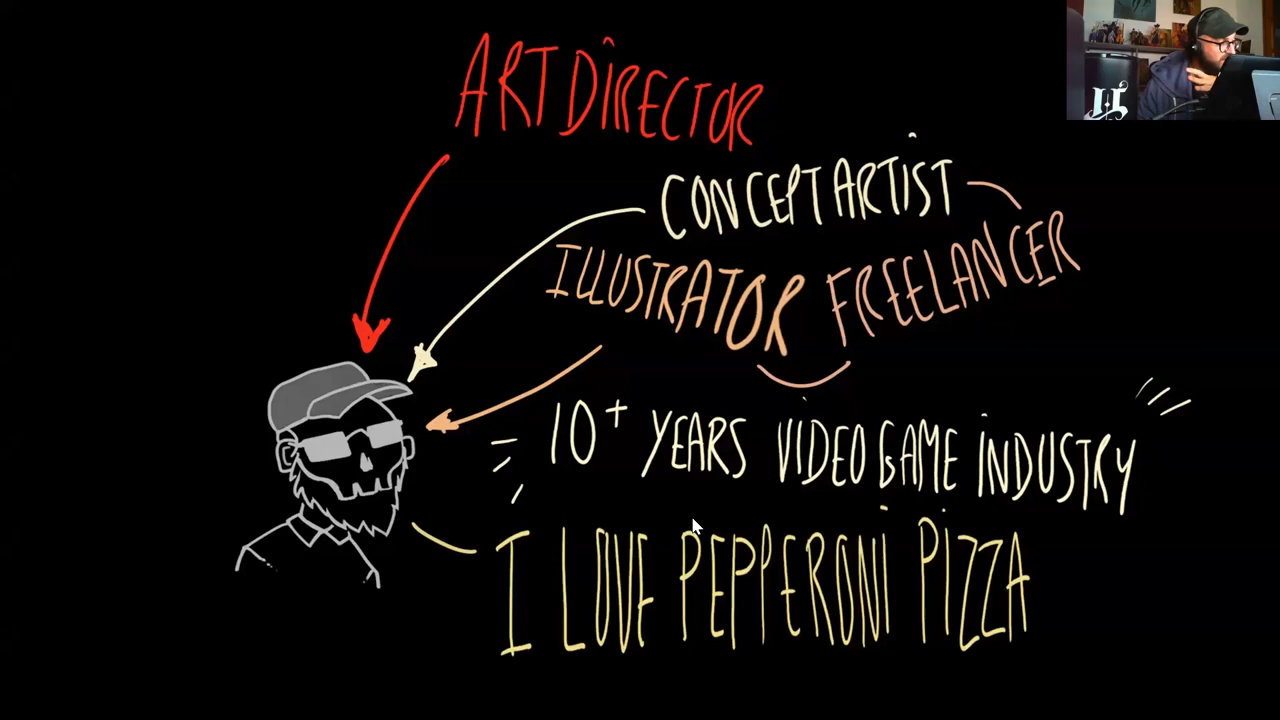 ART DIRECTOR
CONCEPT ARTIST
ILLUSTRATOR FREELANCER
10+ YEARS VIDEO GAME INDUSTRY
I LOVE PEPPERONI PIZZA